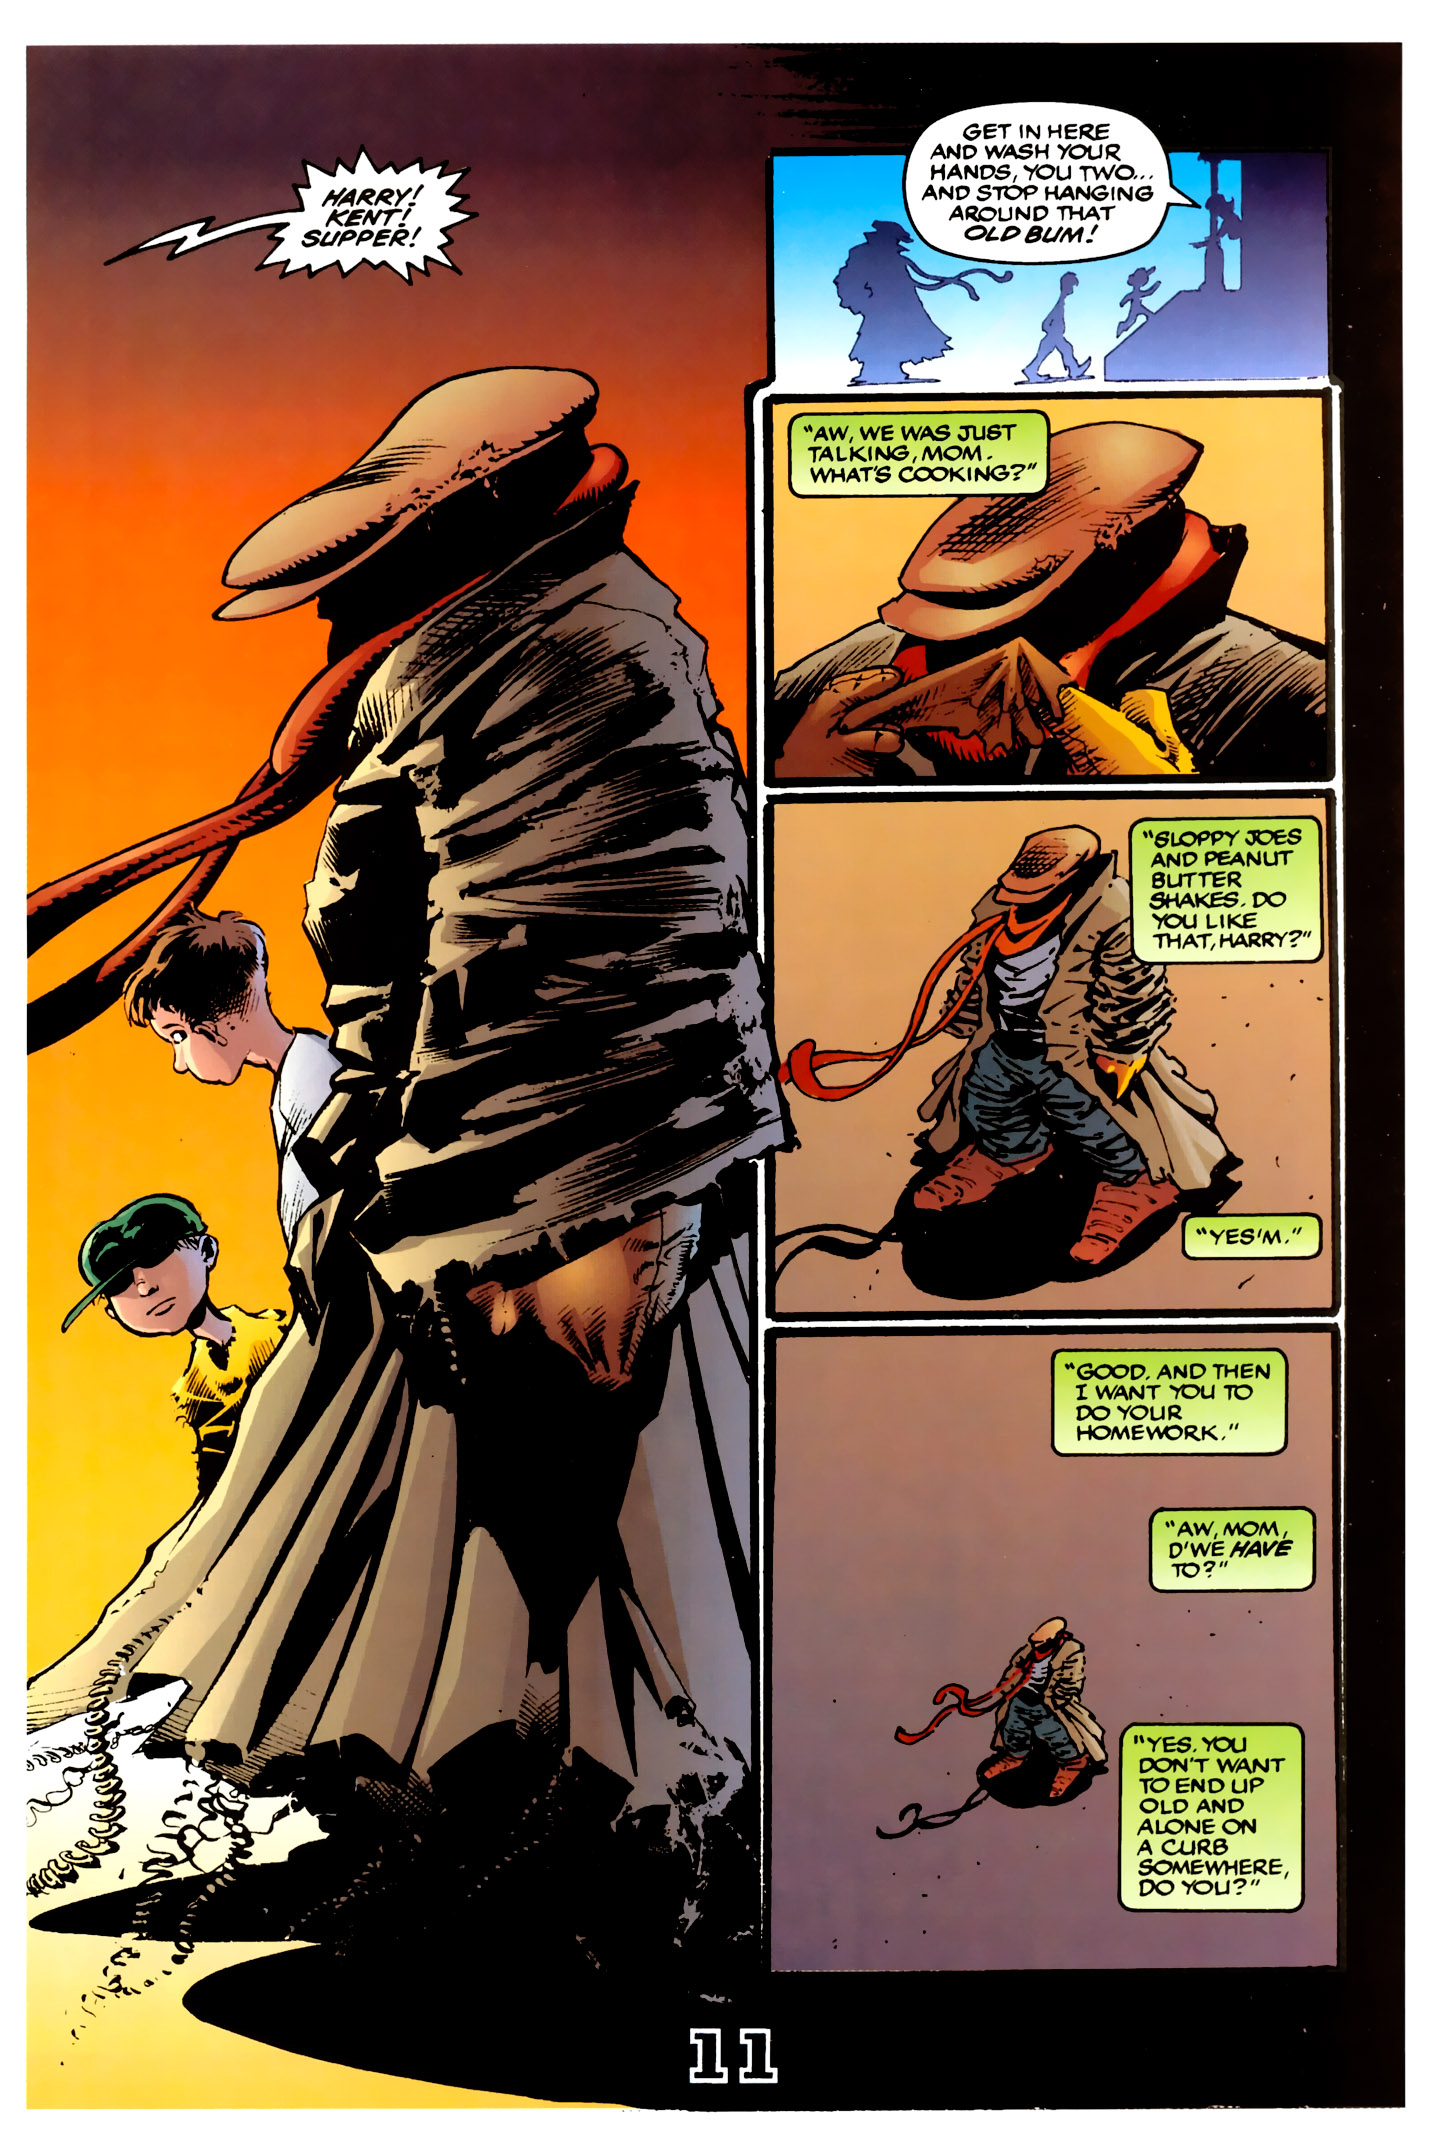 HARRY!
KENT!
SUPPER!
GET IN HERE
AND WASH YOUR
HANDS, YOU TWO...
AND STOP HANGING
AROUND THAT
OLD BUM!
"AW, WE WAS JUST
TALKING, MOM.
WHAT'S COOKING?"
"SLOPPY JOES
AND PEANUT
BUTTER
SHAKES. DO
YOU LIKE
THAT, HARRY?"
"YES'M."
"GOOD. AND THEN
I WANT YOU TO
DO YOUR
HOMEWORK."
"AW, MOM,
D'WE HAVE
TO?"
"YES. YOU
DON'T WANT
TO END UP
OLD AND
ALONE ON
A CURB
SOMEWHERE,
DO YOU?"
11